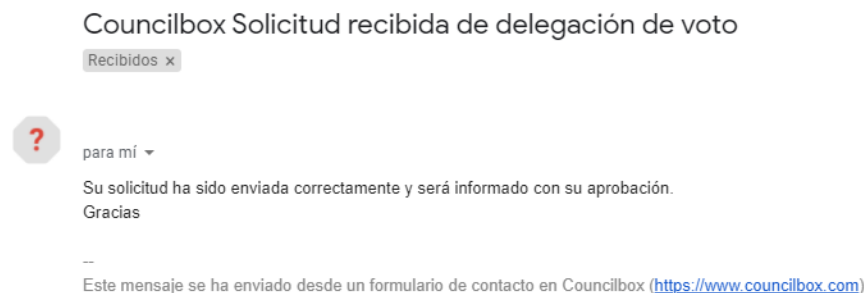 Councilbox Solicitud recibida de delegación de voto
Recibidos x
?
para mí
Su solicitud ha sido enviada correctamente y será informado con su aprobación.
Gracias
--
Este mensaje se ha enviado desde un formulario de contacto en Councilbox (https://www.councilbox.com)